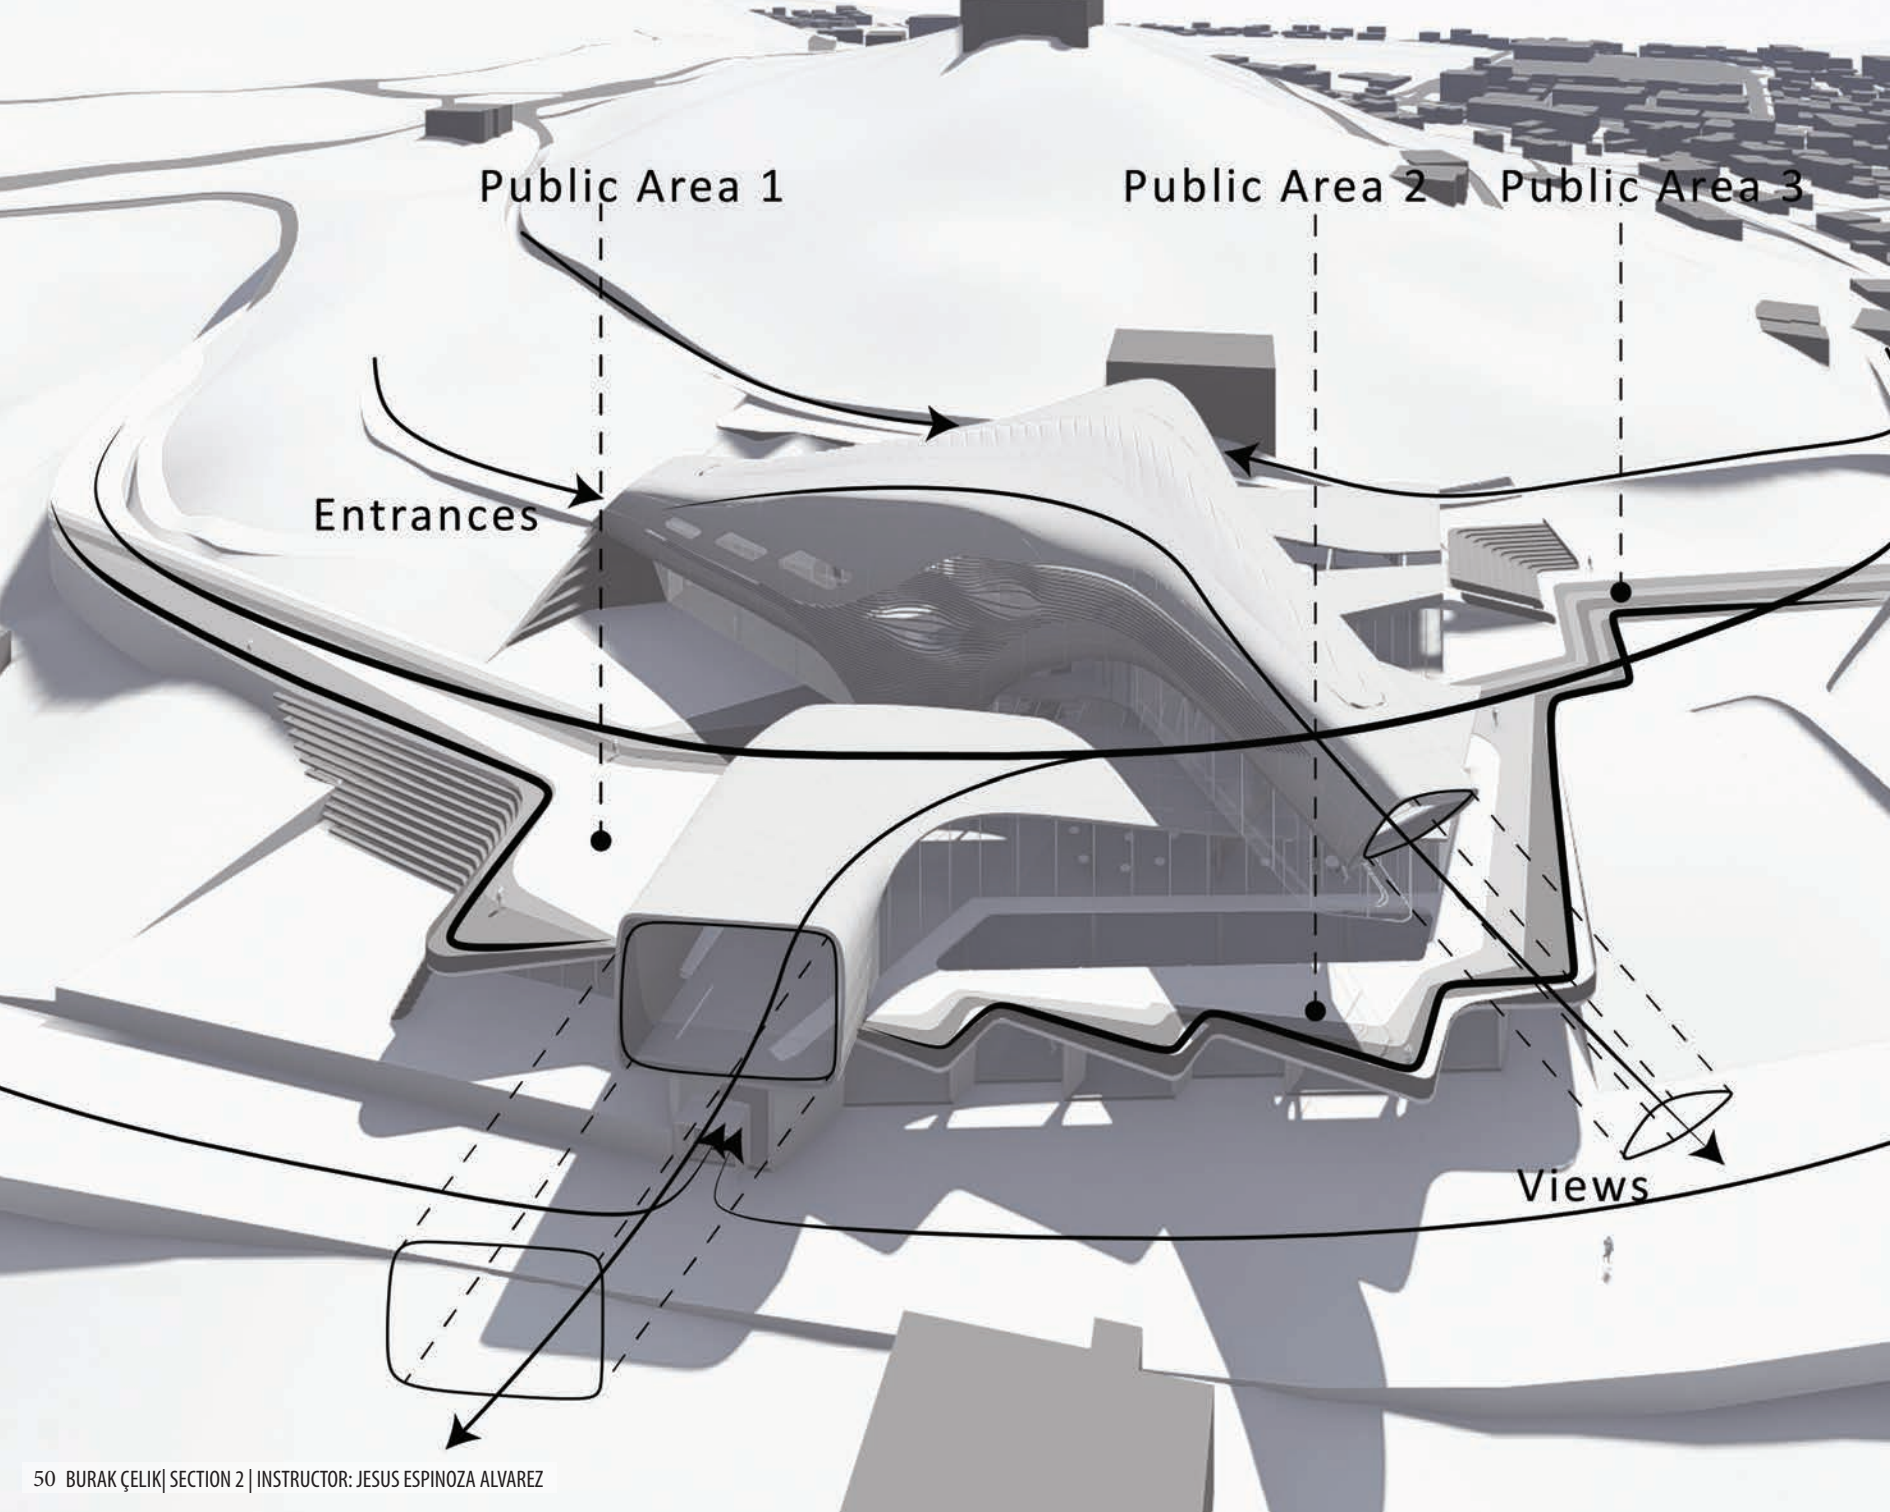 Public Area 1
Public Area 2
Public Area 3
Entrances
Views
50 BURAK ÇELIK| SECTION 2 | INSTRUCTOR: JESUS ESPINOZA ALVAREZ